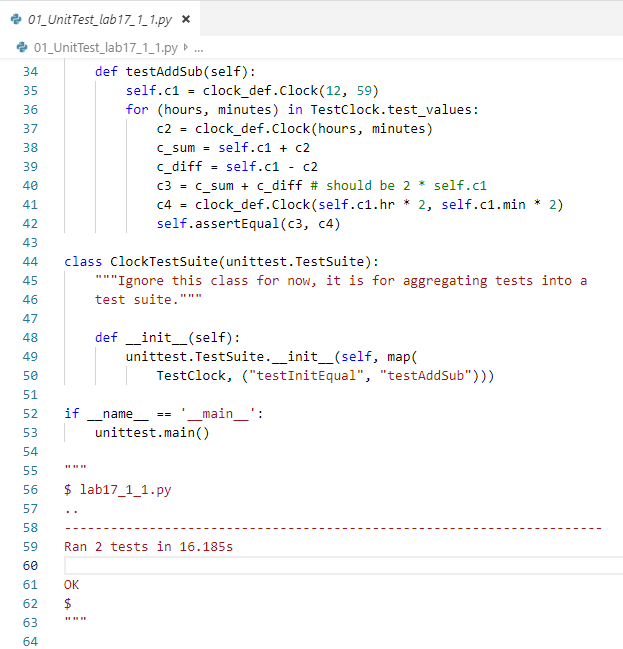 01_UnitTest_lab17_1_1.py ×
01_UnitTest_lab17_1_1.py ▸ ...
34     def testAddSub(self):
35         self.c1 = clock_def.Clock(12, 59)
36         for (hours, minutes) in TestClock.test_values:
37             c2 = clock_def.Clock(hours, minutes)
38             c_sum = self.c1 + c2
39             c_diff = self.c1 - c2
40             c3 = c_sum + c_diff # should be 2 * self.c1
41             c4 = clock_def.Clock(self.c1.hr * 2, self.c1.min * 2)
42             self.assertEqual(c3, c4)
43
44 class ClockTestSuite(unittest.TestSuite):
45     """Ignore this class for now, it is for aggregating tests into a
46     test suite."""
47
48     def __init__(self):
49         unittest.TestSuite.__init__(self, map(
50             TestClock, ("testInitEqual", "testAddSub")))
51
52 if __name__ == '__main__':
53     unittest.main()
54
55 """
56 $ lab17_1_1.py
57 ..
58 ----------------------------------------------------------------------
59 Ran 2 tests in 16.185s
60
61 OK
62 $
63 """
64